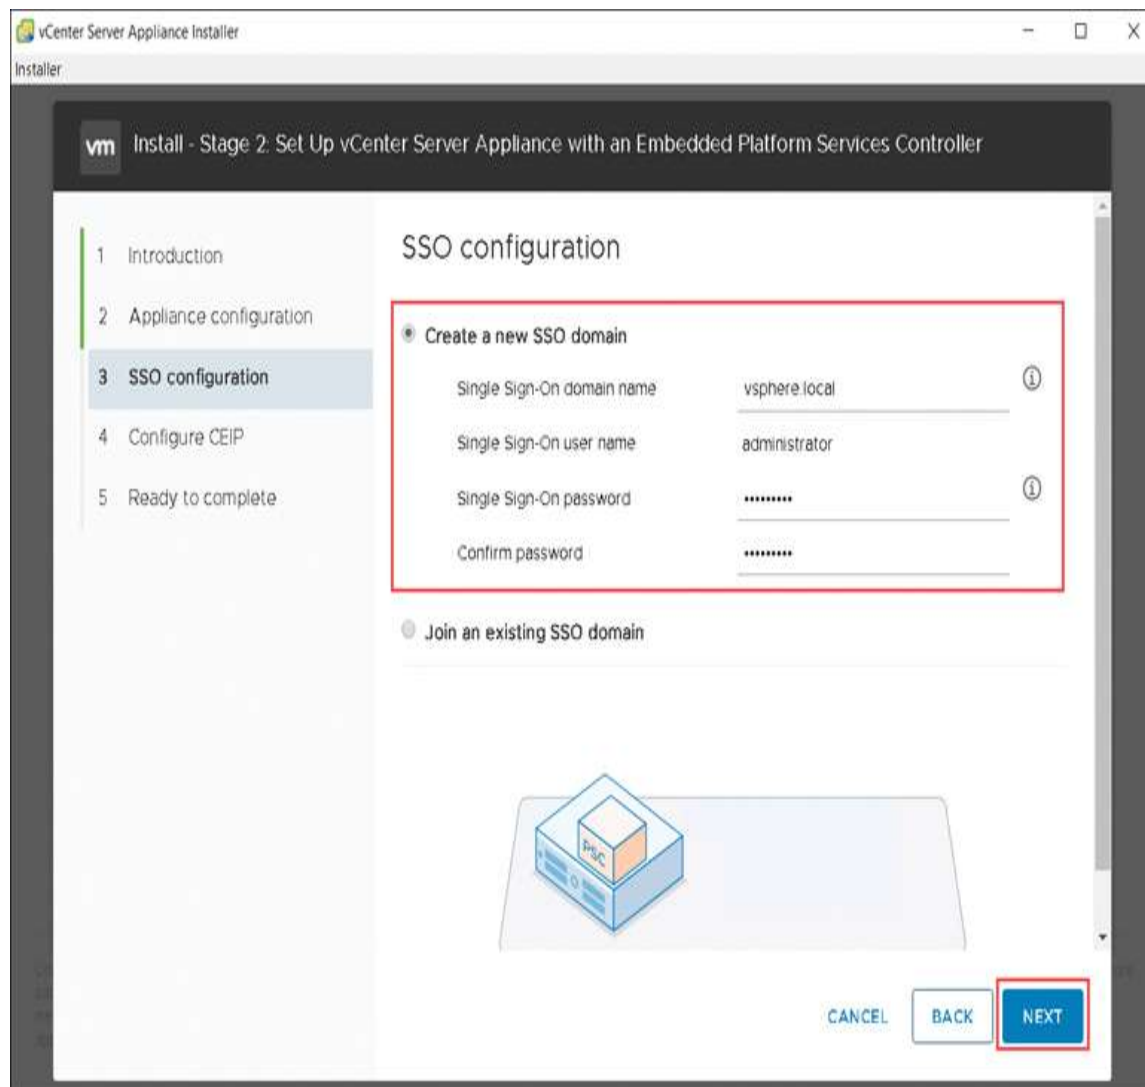 vCenter Server Appliance Installer
Installer
vm Install - Stage 2: Set Up vCenter Server Appliance with an Embedded Platform Services Controller
1 Introduction
2 Appliance configuration
3 SSO configuration
4 Configure CEIP
5 Ready to complete
SSO configuration
Create a new SSO domain
Single Sign-On domain name vsphere.local
Single Sign-On user name administrator
Single Sign-On password •••••••••
Confirm password •••••••••
Join an existing SSO domain
PSC
CANCEL BACK NEXT